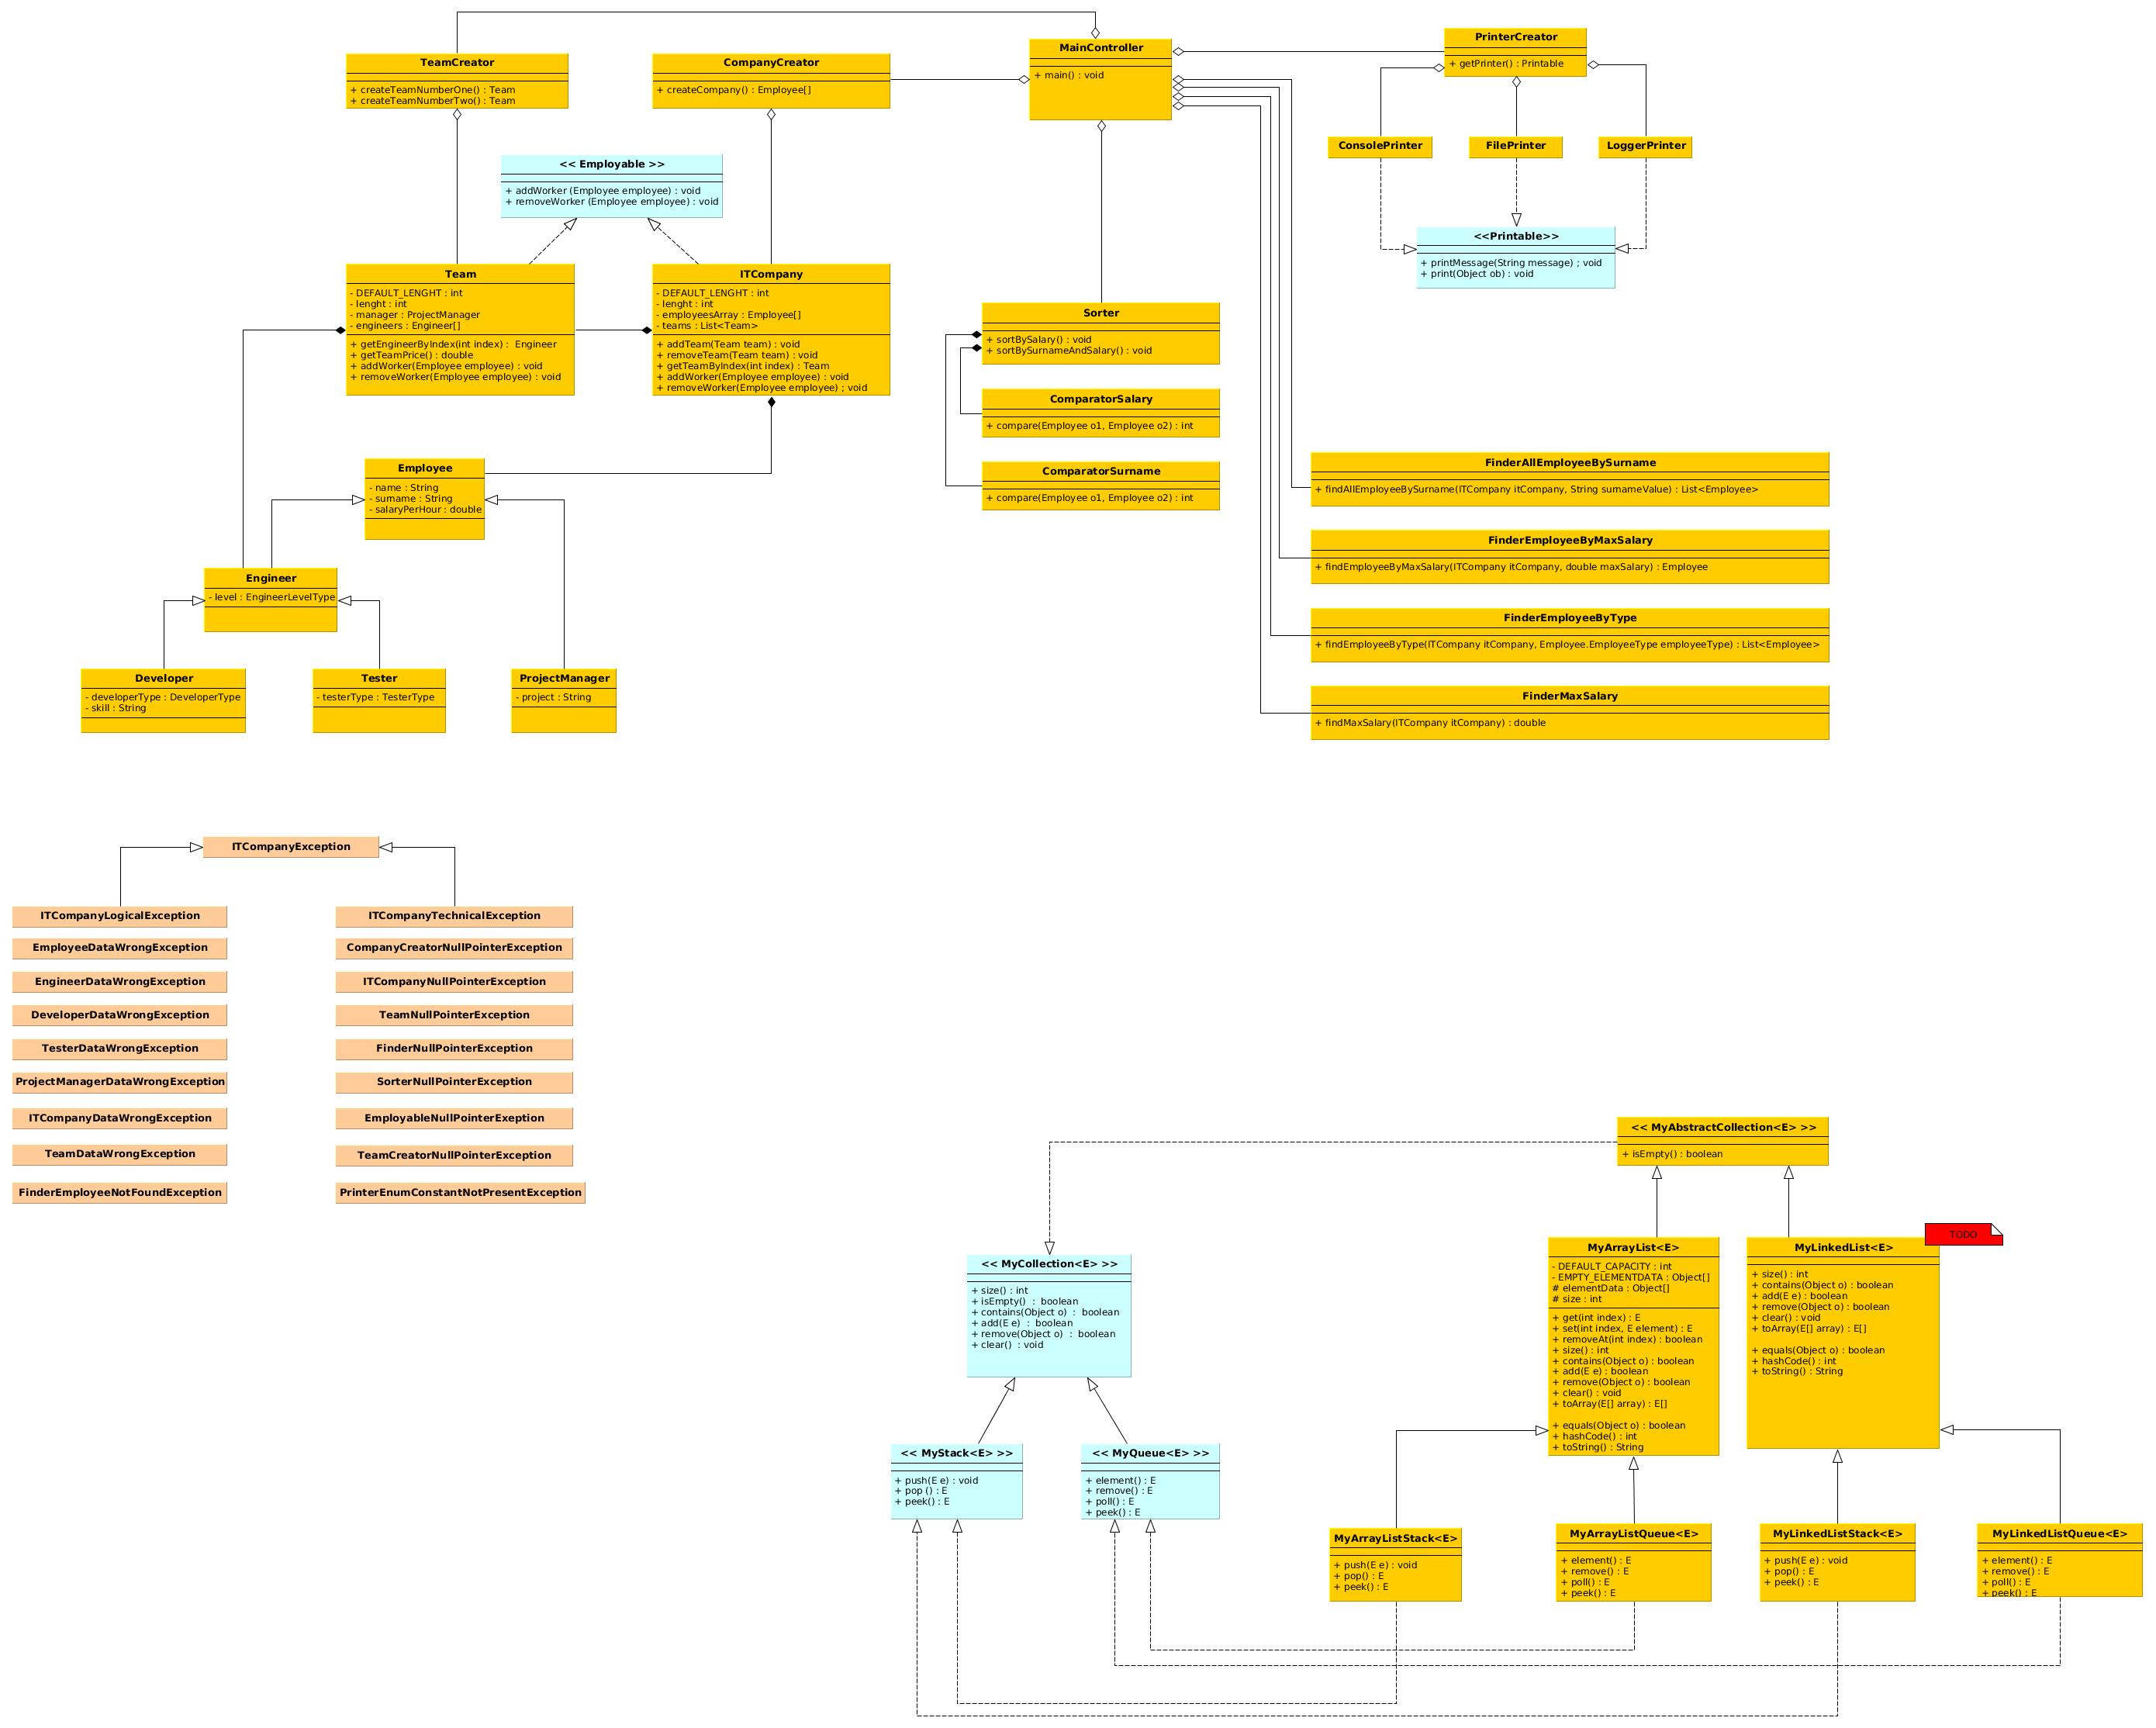 TeamCreator
+ createTeamNumberOne() : Team
+ createTeamNumberTwo() : Team
CompanyCreator
+ createCompany() : Employee[]
MainController
+ main() : void
PrinterCreator
+ getPrinter() : Printable
ConsolePrinter
FilePrinter
LoggerPrinter
<< Employable >>
+ addWorker (Employee employee) : void
+ removeWorker (Employee employee) : void
<<Printable>>
+ printMessage(String message) ; void
+ print(Object ob) : void
Team
- DEFAULT_LENGHT : int
- lenght : int
- manager : ProjectManager
- engineers : Engineer[]
+ getEngineerByIndex(int index) :  Engineer
+ getTeamPrice() : double
+ addWorker(Employee employee) : void
+ removeWorker(Employee employee) : void
ITCompany
- DEFAULT_LENGHT : int
- lenght : int
- employeesArray : Employee[]
- teams : List<Team>
+ addTeam(Team team) : void
+ removeTeam(Team team) : void
+ getTeamByIndex(int index) : Team
+ addWorker(Employee employee) : void
+ removeWorker(Employee employee) ; void
Sorter
+ sortBySalary() : void
+ sortBySurnameAndSalary() : void
ComparatorSalary
+ compare(Employee o1, Employee o2) : int
ComparatorSurname
+ compare(Employee o1, Employee o2) : int
Employee
- name : String
- surname : String
- salaryPerHour : double
FinderAllEmployeeBySurname
+ findAllEmployeeBySurname(ITCompany itCompany, String surnameValue) : List<Employee>
FinderEmployeeByMaxSalary
+ findEmployeeByMaxSalary(ITCompany itCompany, double maxSalary) : Employee
FinderEmployeeByType
+ findEmployeeByType(ITCompany itCompany, Employee.EmployeeType employeeType) : List<Employee>
FinderMaxSalary
+ findMaxSalary(ITCompany itCompany) : double
Engineer
- level : EngineerLevelType
Developer
- developerType : DeveloperType
- skill : String
Tester
- testerType : TesterType
ProjectManager
- project : String
ITCompanyException
ITCompanyLogicalException
EmployeeDataWrongException
EngineerDataWrongException
DeveloperDataWrongException
TesterDataWrongException
ProjectManagerDataWrongException
ITCompanyDataWrongException
TeamDataWrongException
FinderEmployeeNotFoundException
ITCompanyTechnicalException
CompanyCreatorNullPointerException
ITCompanyNullPointerException
TeamNullPointerException
FinderNullPointerException
SorterNullPointerException
EmployableNullPointerExeption
TeamCreatorNullPointerException
PrinterEnumConstantNotPresentException
<< MyAbstractCollection<E> >>
+ isEmpty() : boolean
TODO
<< MyCollection<E> >>
+ size() : int
+ isEmpty()  :  boolean
+ contains(Object o)  :  boolean
+ add(E e)  :  boolean
+ remove(Object o)  :  boolean
+ clear()  : void
MyArrayList<E>
- DEFAULT_CAPACITY : int
- EMPTY_ELEMENTDATA : Object[]
# elementData : Object[]
# size : int
+ get(int index) : E
+ set(int index, E element) : E
+ removeAt(int index) : boolean
+ size() : int
+ contains(Object o) : boolean
+ add(E e) : boolean
+ remove(Object o) : boolean
+ clear() : void
+ toArray(E[] array) : E[]
+ equals(Object o) : boolean
+ hashCode() : int
+ toString() : String
MyLinkedList<E>
+ size() : int
+ contains(Object o) : boolean
+ add(E e) : boolean
+ remove(Object o) : boolean
+ clear() : void
+ toArray(E[] array) : E[]
+ equals(Object o) : boolean
+ hashCode() : int
+ toString() : String
<< MyStack<E> >>
+ push(E e) : void
+ pop () : E
+ peek() : E
<< MyQueue<E> >>
+ element() : E
+ remove() : E
+ poll() : E
+ peek() : E
MyArrayListStack<E>
+ push(E e) : void
+ pop() : E
+ peek() : E
MyArrayListQueue<E>
+ element() : E
+ remove() : E
+ poll() : E
+ peek() : E
MyLinkedListStack<E>
+ push(E e) : void
+ pop() : E
+ peek() : E
MyLinkedListQueue<E>
+ element() : E
+ remove() : E
+ poll() : E
+ peek() : E